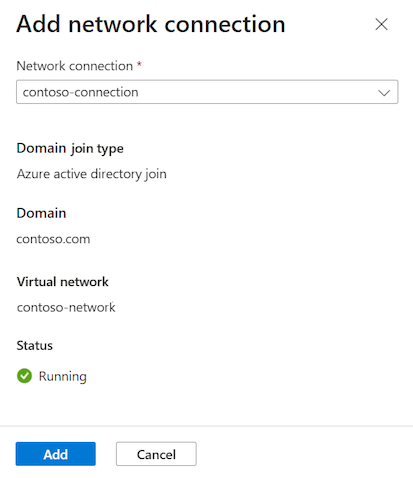 Add network connection
Network connection *
contoso-connection
Domain join type
Azure active directory join
Domain
contoso.com
Virtual network
contoso-network
Status
Running
Add
Cancel